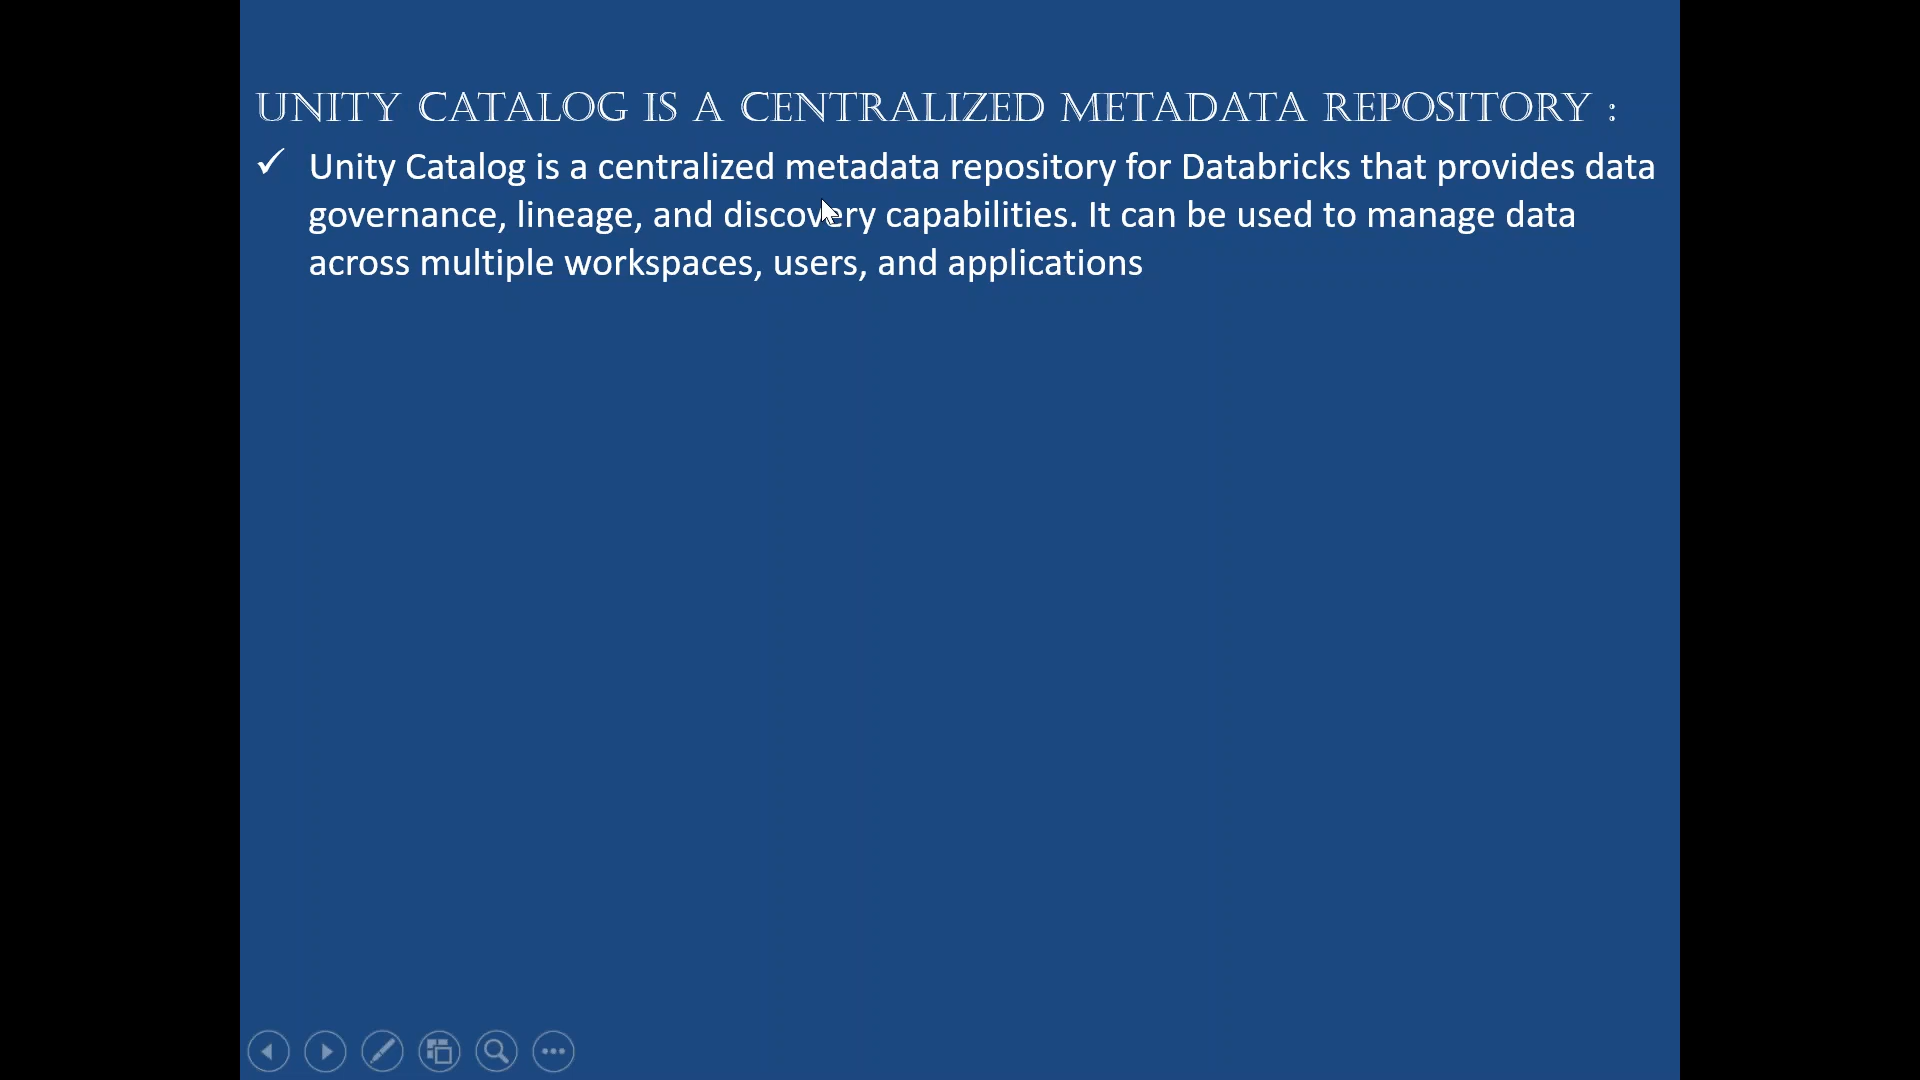 UNITY CATALOG IS A CENTRALIZED METADATA REPOSITORY :
✓ Unity Catalog is a centralized metadata repository for Databricks that provides data
governance, lineage, and discovery capabilities. It can be used to manage data
across multiple workspaces, users, and applications